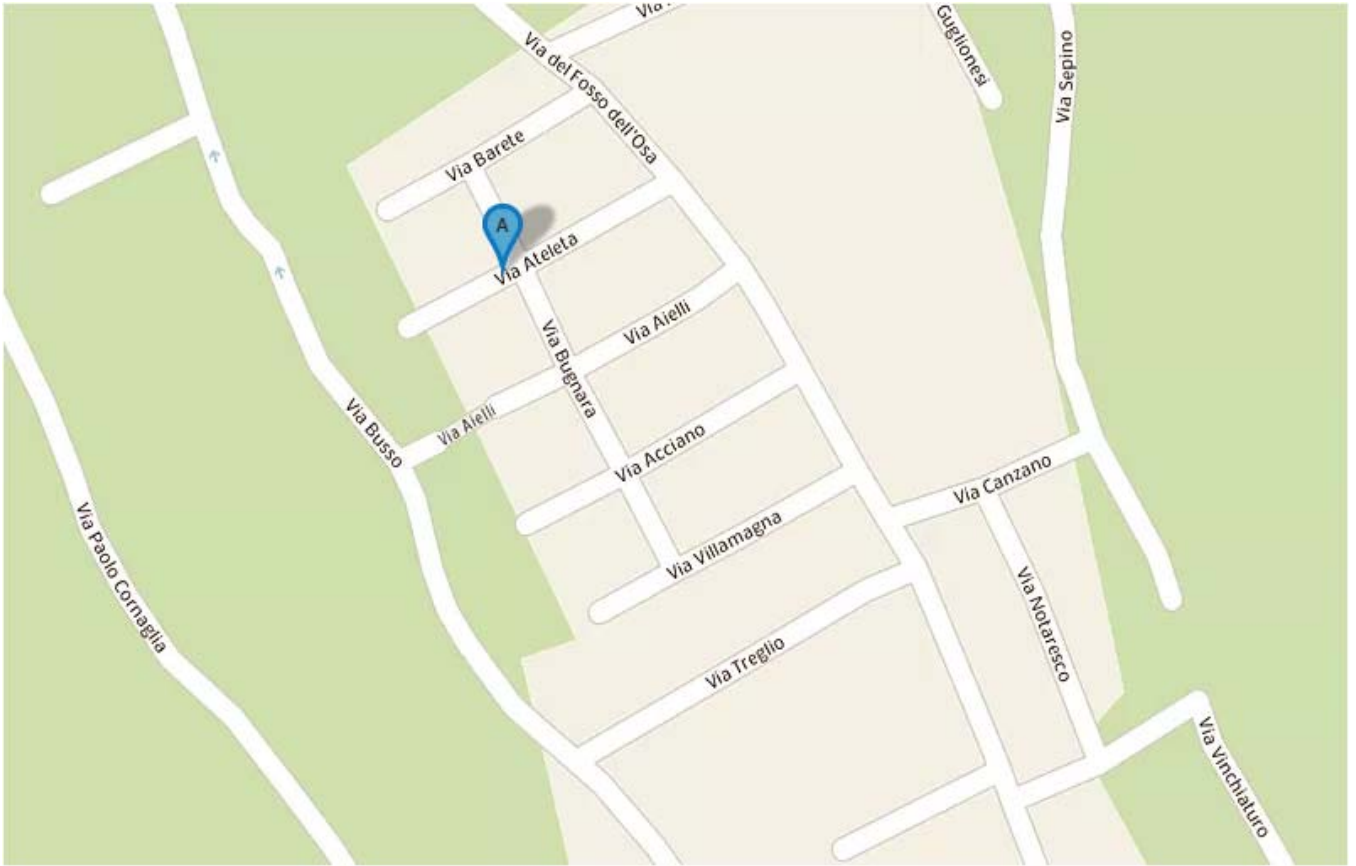 Via
Guglionesi
Via Sepino
Via del Fosso dell'Osa
Via Barete
A
Via Ateleta
Via Aielli
Via Bugnara
Via Busso
Via Aielli
Via Acciano
Via Canzano
Via Paolo Cornaglia
Via Villamagna
Via Notaresco
Via Treglio
Via Vinchiaturo